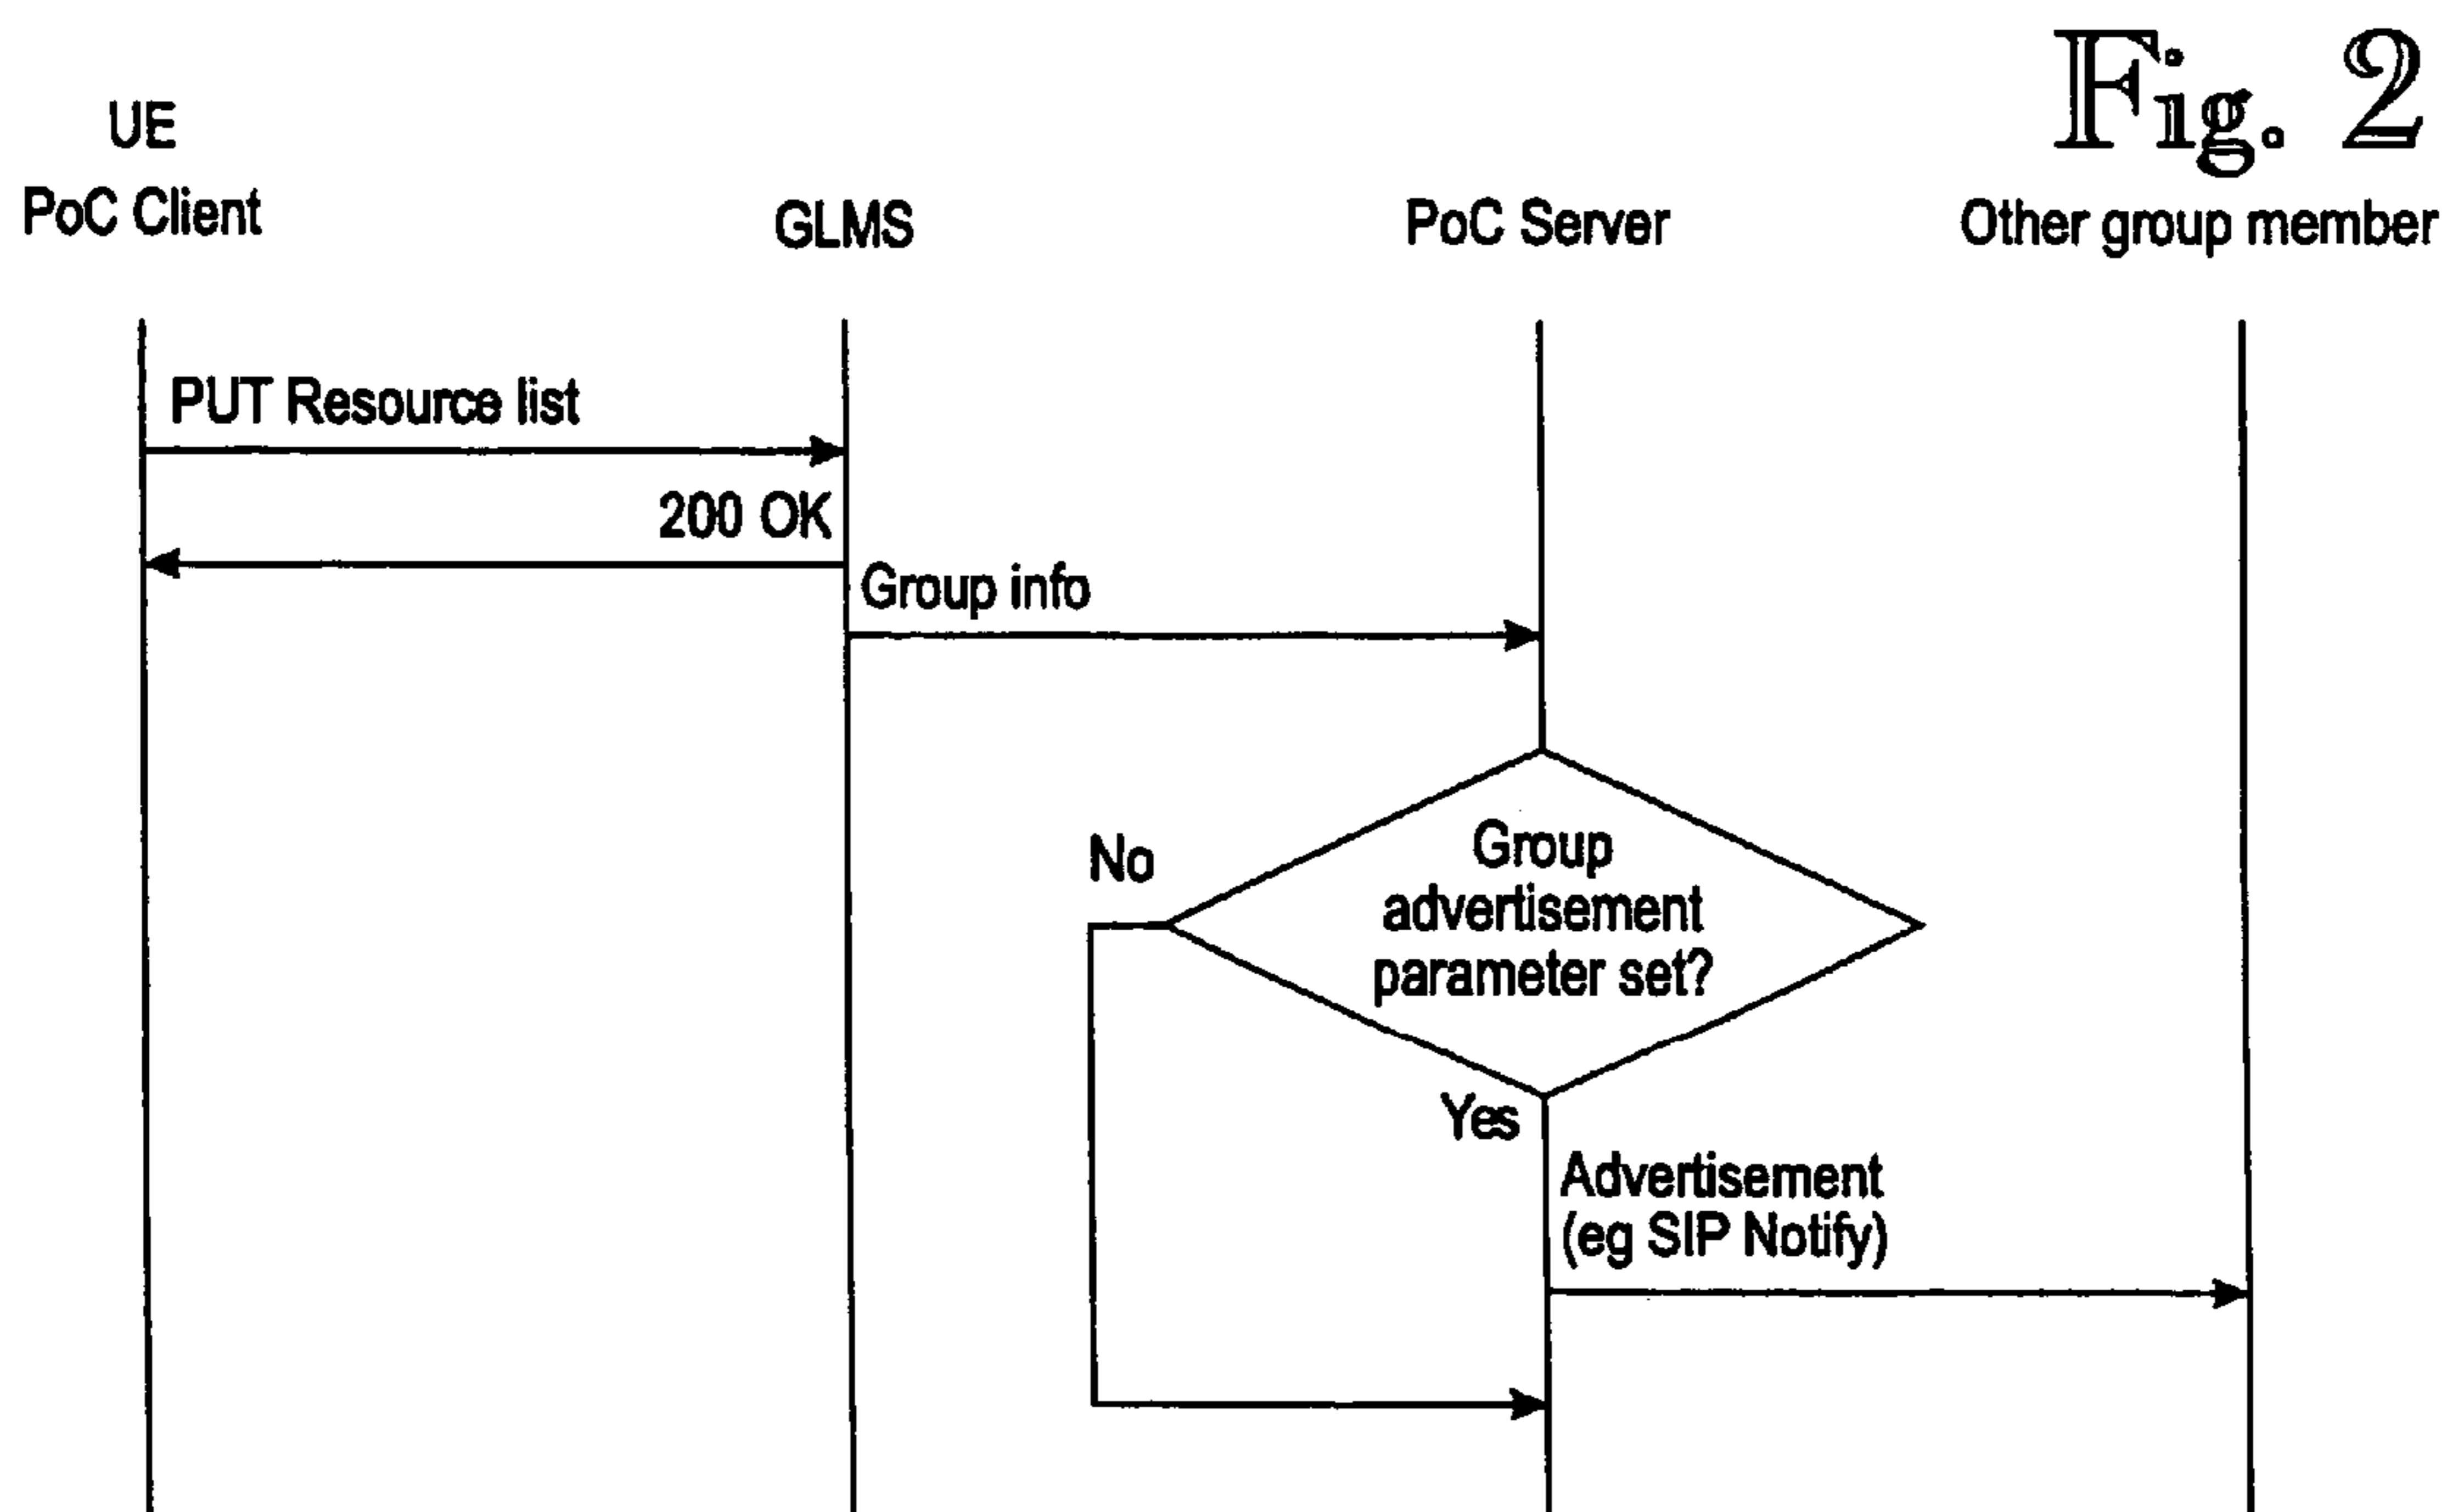 Fig. 2
UE
PoC Client
GLMS
PoC Server
Other group member
PUT Resource list
200 OK
Group info
No
Group
advertisement
parameter set?
Yes
Advertisement
(eg SIP Notify)